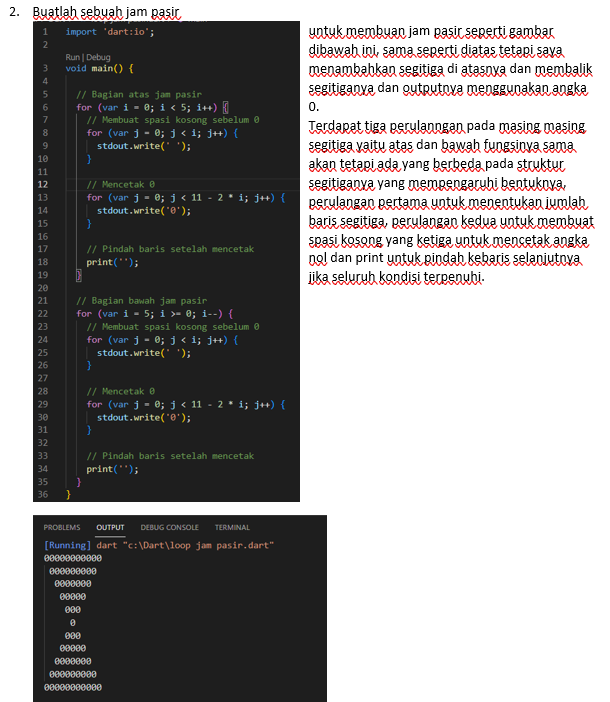 2. Buatlah sebuah jam pasir
1 import 'dart:io';
2
Run | Debug
3 void main() {
4
5 // Bagian atas jam pasir
6 for (var i = 0; i < 5; i++) {
7 // Membuat spasi kosong sebelum 0
8 for (var j = 0; j < i; j++) {
9 stdout.write(' ');
10 }
11
12 // Mencetak 0
13 for (var j = 0; j < 11 - 2 * i; j++) {
14 stdout.write('0');
15 }
16
17 // Pindah baris setelah mencetak
18 print('');
19 }
20
21 // Bagian bawah jam pasir
22 for (var i = 5; i >= 0; i--) {
23 // Membuat spasi kosong sebelum 0
24 for (var j = 0; j < i; j++) {
25 stdout.write(' ');
26 }
27
28 // Mencetak 0
29 for (var j = 0; j < 11 - 2 * i; j++) {
30 stdout.write('0');
31 }
32
33 // Pindah baris setelah mencetak
34 print('');
35 }
36 }
untuk membuan jam pasir seperti gambar
dibawah ini, sama seperti diatas tetapi saya
menambahkan segitiga di atasnya dan membalik
segitiganya dan outputnya menggunakan angka
0.
Terdapat tiga perulanngan pada masing masing
segitiga yaitu atas dan bawah fungsinya sama
akan tetapi ada yang berbeda pada struktur
segitiganya yang mempengaruhi bentuknya,
perulangan pertama untuk menentukan jumlah
baris segitiga, perulangan kedua untuk membuat
spasi kosong yang ketiga untuk mencetak angka
nol dan print untuk pindah kebaris selanjutnya
jika seluruh kondisi terpenuhi.
PROBLEMS OUTPUT DEBUG CONSOLE TERMINAL
[Running] dart "c:\Dart\loop jam pasir.dart"
00000000000
000000000
0000000
00000
000
0
000
00000
0000000
000000000
00000000000